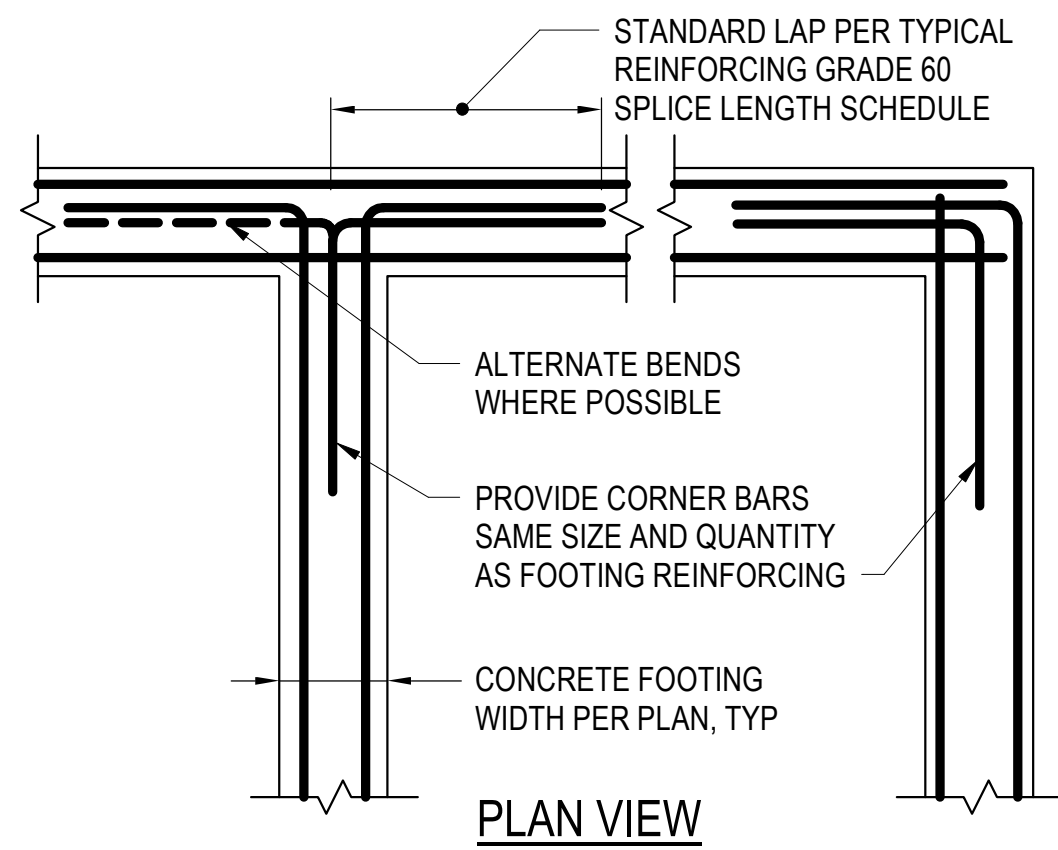 STANDARD LAP PER TYPICAL
REINFORCING GRADE 60
SPLICE LENGTH SCHEDULE
ALTERNATE BENDS
WHERE POSSIBLE
PROVIDE CORNER BARS
SAME SIZE AND QUANTITY
AS FOOTING REINFORCING
CONCRETE FOOTING
WIDTH PER PLAN, TYP
PLAN VIEW